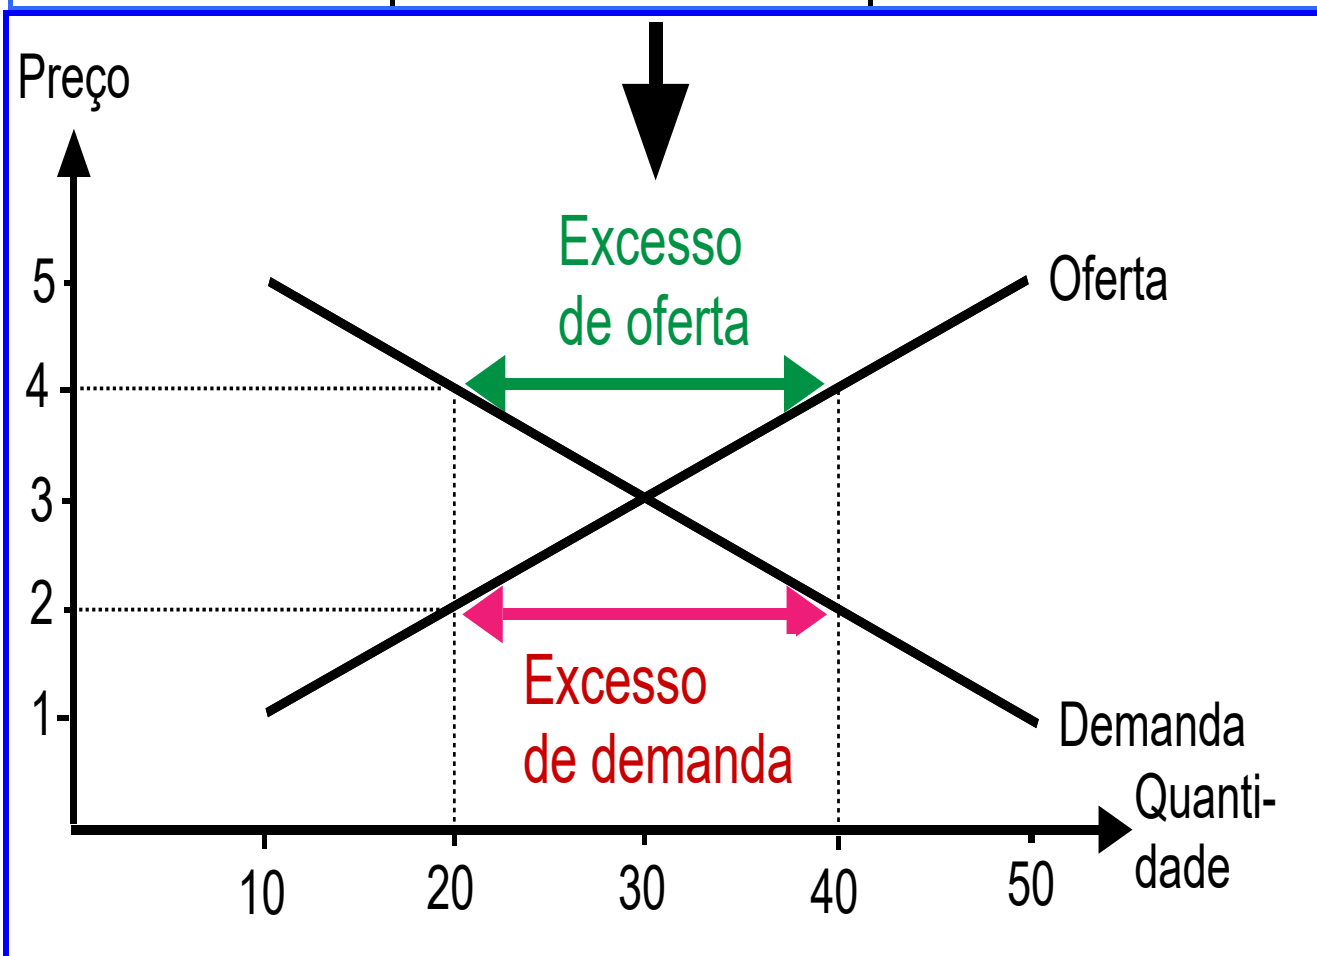 Preço
Excesso
de oferta
Oferta
5
4
3
2
1
Excesso
de demanda
Demanda
Quanti-
dade
10
20
30
40
50